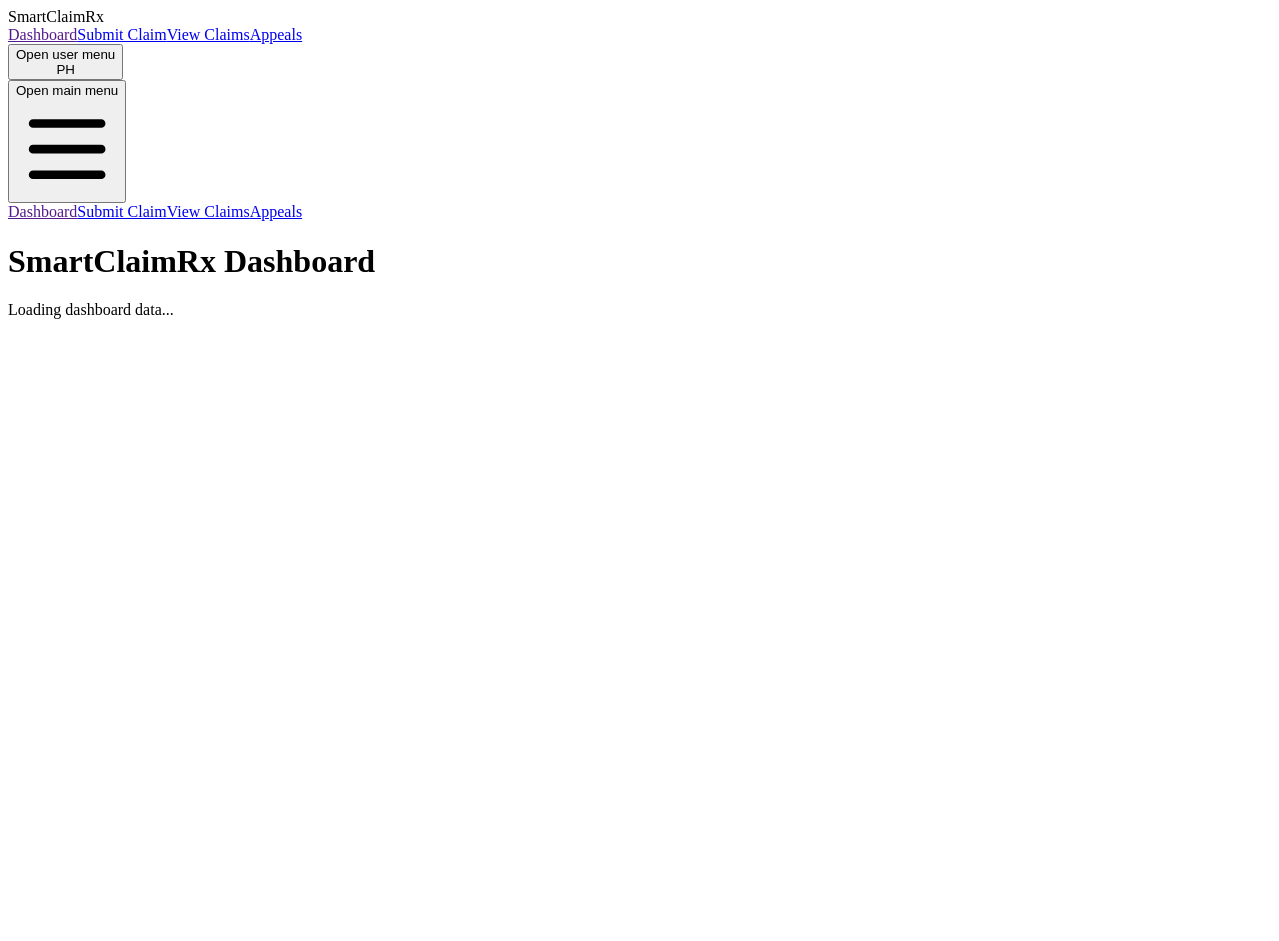 SmartClaimRx
DashboardSubmit ClaimView ClaimsAppeals
Open user menu
PH
Open main menu
DashboardSubmit ClaimView ClaimsAppeals
SmartClaimRx Dashboard
Loading dashboard data...